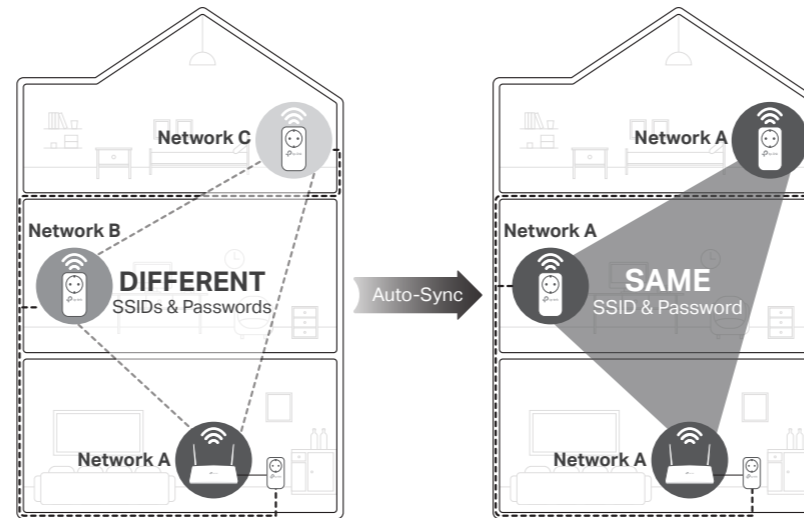 Network C
Network B
DIFFERENT
SSIDs & Passwords
Network A
Auto-Sync
Network A
Network A
SAME
SSID & Password
Network A